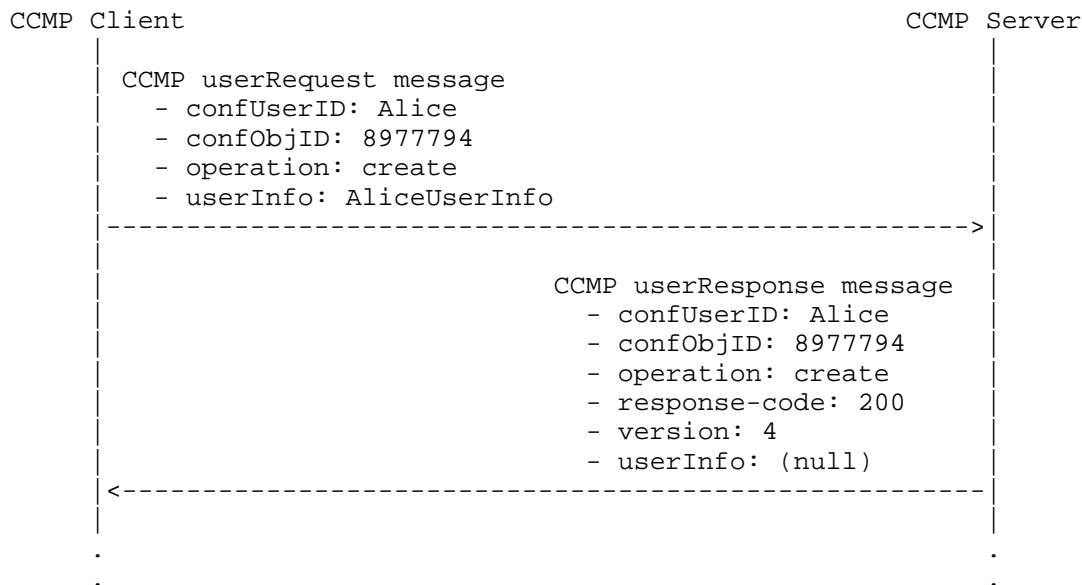 CCMP Client CCMP Server
| |
| CCMP userRequest message |
| - confUserID: Alice |
| - confObjID: 8977794 |
| - operation: create |
| - userInfo: AliceUserInfo |
|------------------------------------------------------>|
| |
| CCMP userResponse message |
| - confUserID: Alice |
| - confObjID: 8977794 |
| - operation: create |
| - response-code: 200 |
| - version: 4 |
| - userInfo: (null) |
|<------------------------------------------------------|
| |
. .
. .